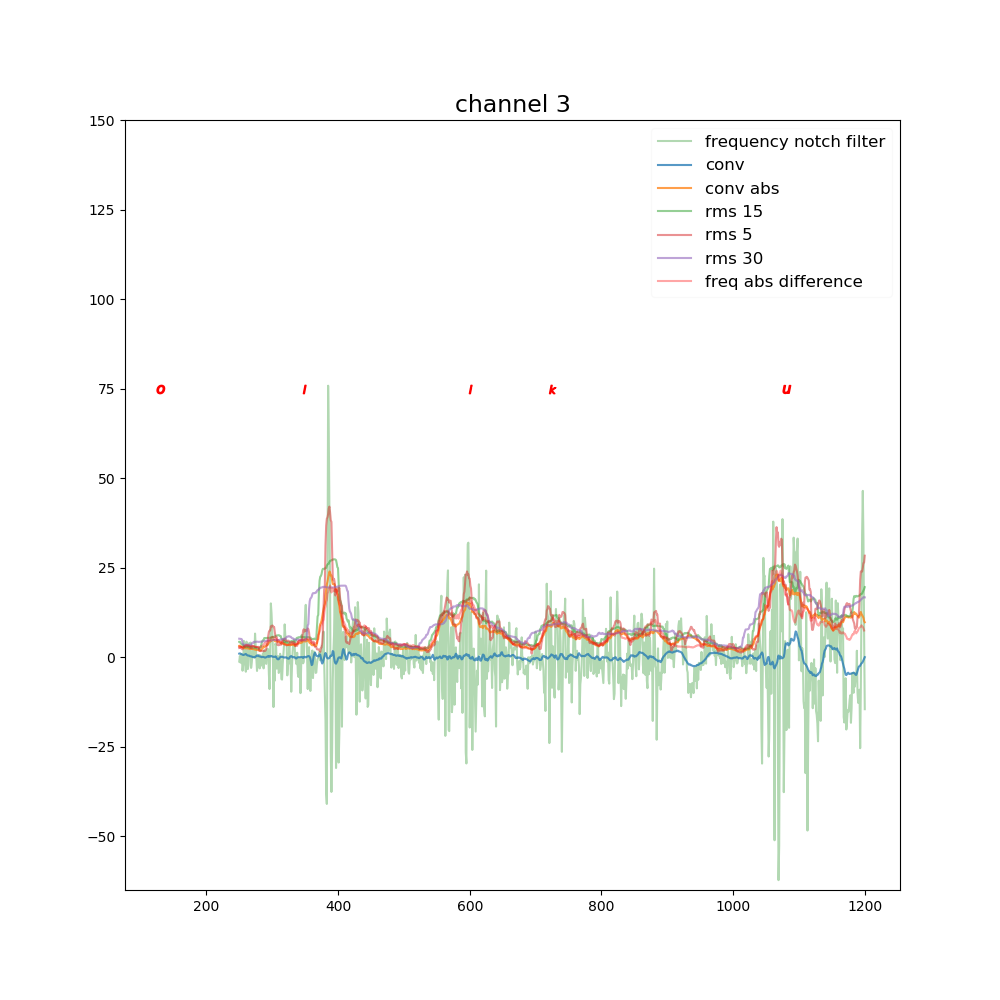 channel 3
150
125
100
75
50
25
0
−25
−50
200 400 600 800 1000 1200
frequency notch filter
conv
conv abs
rms 15
rms 5
rms 30
freq abs difference
o l l k u